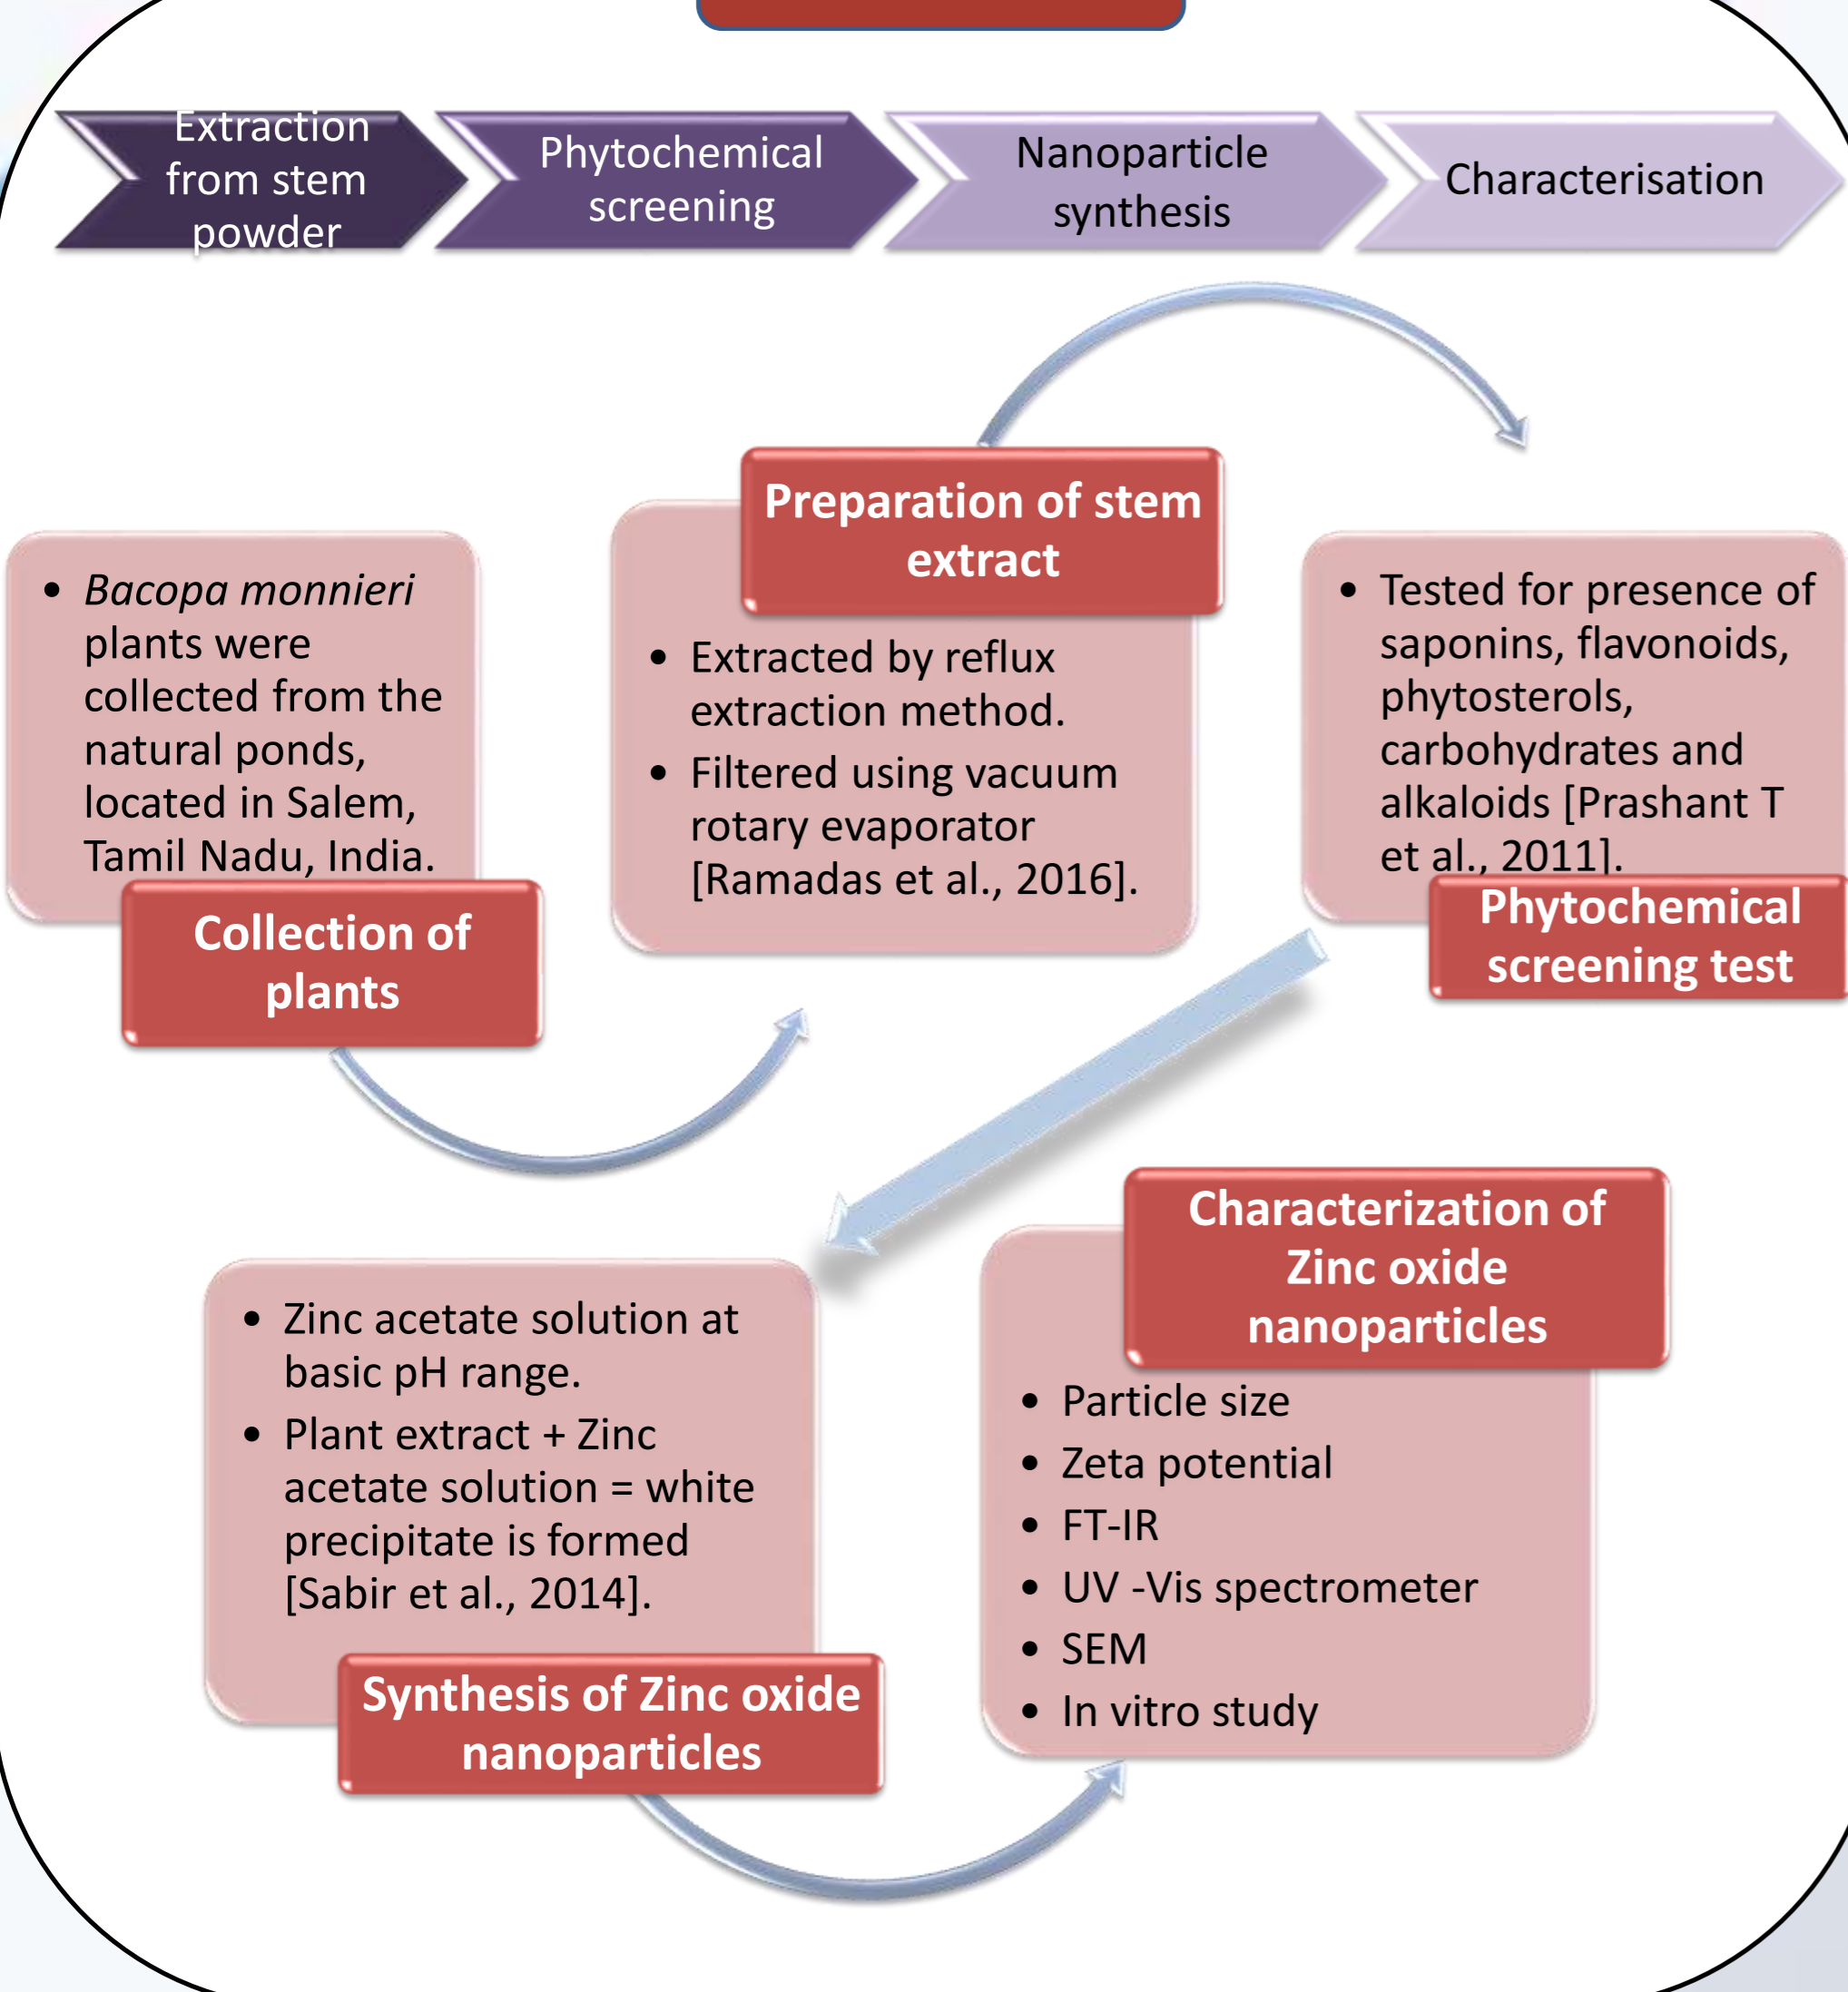 Extraction
from stem
powder
Phytochemical
screening
Nanoparticle
synthesis
Characterisation
• Bacopa monnieri
plants were
collected from the
natural ponds,
located in Salem,
Tamil Nadu, India.
Collection of
plants
Preparation of stem
extract
• Extracted by reflux
extraction method.
• Filtered using vacuum
rotary evaporator
[Ramadas et al., 2016].
• Tested for presence of
saponins, flavonoids,
phytosterols,
carbohydrates and
alkaloids [Prashant T
et al., 2011].
Phytochemical
screening test
• Zinc acetate solution at
basic pH range.
• Plant extract + Zinc
acetate solution = white
precipitate is formed
[Sabir et al., 2014].
Synthesis of Zinc oxide
nanoparticles
Characterization of
Zinc oxide
nanoparticles
• Particle size
• Zeta potential
• FT-IR
• UV -Vis spectrometer
• SEM
• In vitro study